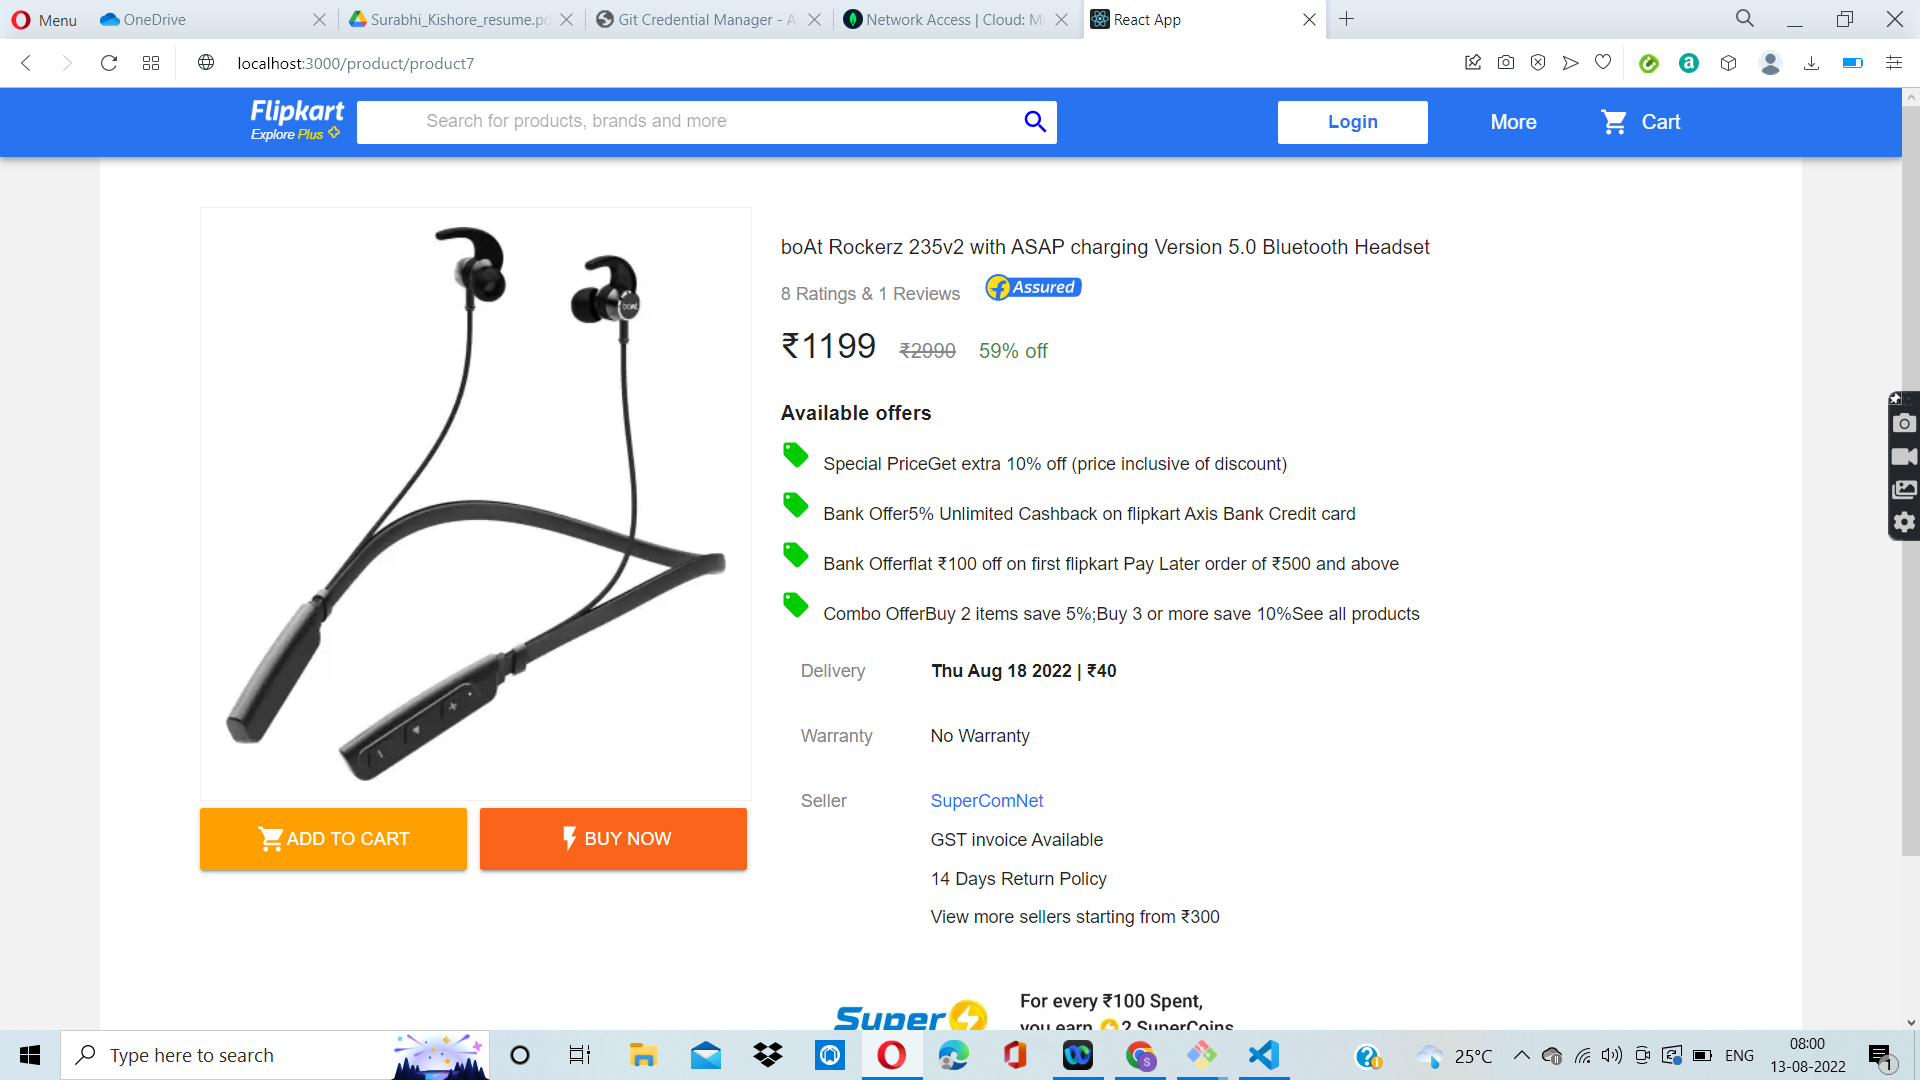 Menu
OneDrive
Surabhi_Kishore_resume.pd
Git Credential Manager - A
Network Access | Cloud: M
React App
localhost:3000/product/product7
Flipkart
Explore Plus
Search for products, brands and more
Login
More
Cart
boAt Rockerz 235v2 with ASAP charging Version 5.0 Bluetooth Headset
8 Ratings & 1 Reviews
Assured
₹1199 ₹2990 59% off
Available offers
Special PriceGet extra 10% off (price inclusive of discount)
Bank Offer5% Unlimited Cashback on flipkart Axis Bank Credit card
Bank Offerflat ₹100 off on first flipkart Pay Later order of ₹500 and above
Combo OfferBuy 2 items save 5%;Buy 3 or more save 10%See all products
Delivery Thu Aug 18 2022 | ₹40
Warranty No Warranty
Seller SuperComNet
GST invoice Available
14 Days Return Policy
View more sellers starting from ₹300
ADD TO CART
BUY NOW
Super
For every ₹100 Spent,
you earn 2 SuperCoins
Type here to search
25°C
ENG
08:00
13-08-2022
1